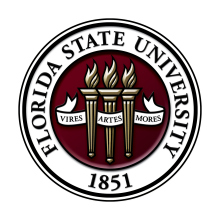 FLORIDA STATE UNIVERSITY
VIRES ARTES MORES
1851